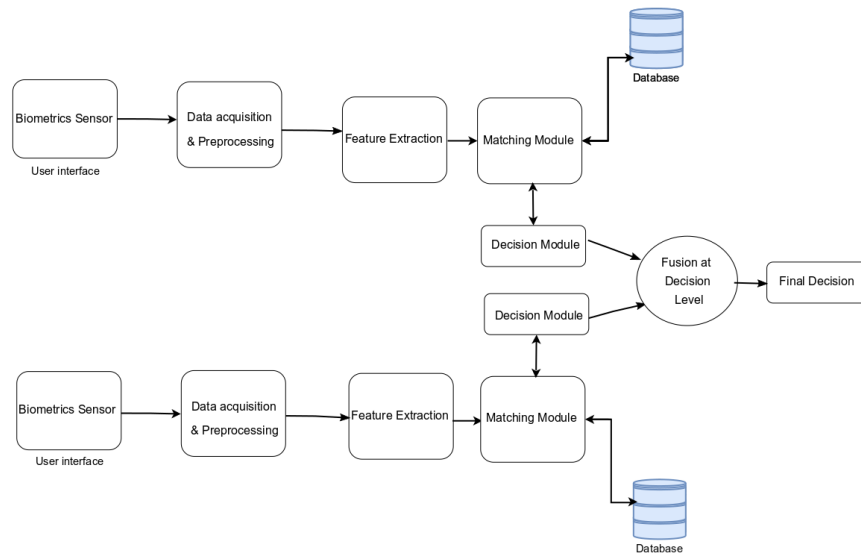 Database
Biometrics Sensor
Data acquisition
& Preprocessing
Feature Extraction
Matching Module
User interface
Decision Module
Fusion at
Decision
Level
Final Decision
Decision Module
Biometrics Sensor
Data acquisition
& Preprocessing
Feature Extraction
Matching Module
User interface
Database